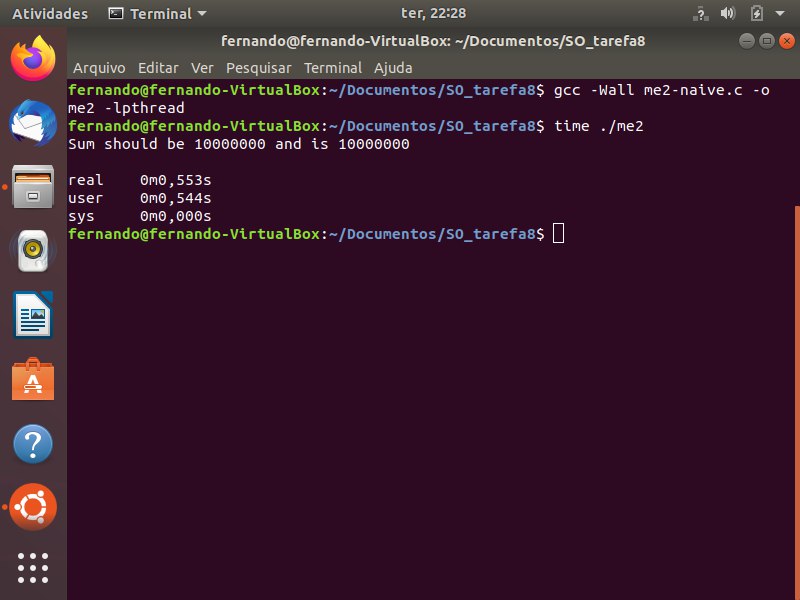 Atividades Terminal ter, 22:28
fernando@fernando-VirtualBox: ~/Documentos/SO_tarefa8
Arquivo Editar Ver Pesquisar Terminal Ajuda
fernando@fernando-VirtualBox:~/Documentos/SO_tarefa8$ gcc -Wall me2-naive.c -o
me2 -lpthread
fernando@fernando-VirtualBox:~/Documentos/SO_tarefa8$ time ./me2
Sum should be 10000000 and is 10000000
real 0m0,553s
user 0m0,544s
sys 0m0,000s
fernando@fernando-VirtualBox:~/Documentos/SO_tarefa8$